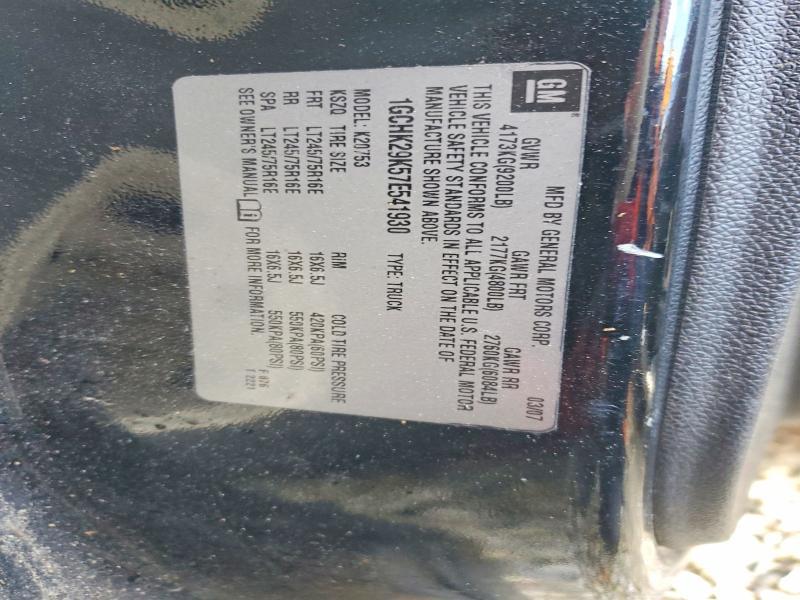 GM MFD BY GENERAL MOTORS CORP. 03/07
GVWR GAWR FRT GAWR RR
4173KG(9200LB) 2177KG(4800LB) 2760KG(6084LB)
THIS VEHICLE CONFORMS TO ALL APPLICABLE U.S. FEDERAL MOTOR
VEHICLE SAFETY STANDARDS IN EFFECT ON THE DATE OF
MANUFACTURE SHOWN ABOVE.
1GCHK29K57E541930 TYPE: TRUCK
MODEL: K20753
KSZQ TIRE SIZE RIM COLD TIRE PRESSURE
FRT LT245/75R16E 16X6.5J 420KPA(60PSI)
RR LT245/75R16E 16X6.5J 550KPA(80PSI)
SPA LT245/75R16E 16X6.5J 550KPA(80PSI)
SEE OWNER'S MANUAL FOR MORE INFORMATION.
F 076
T 2221